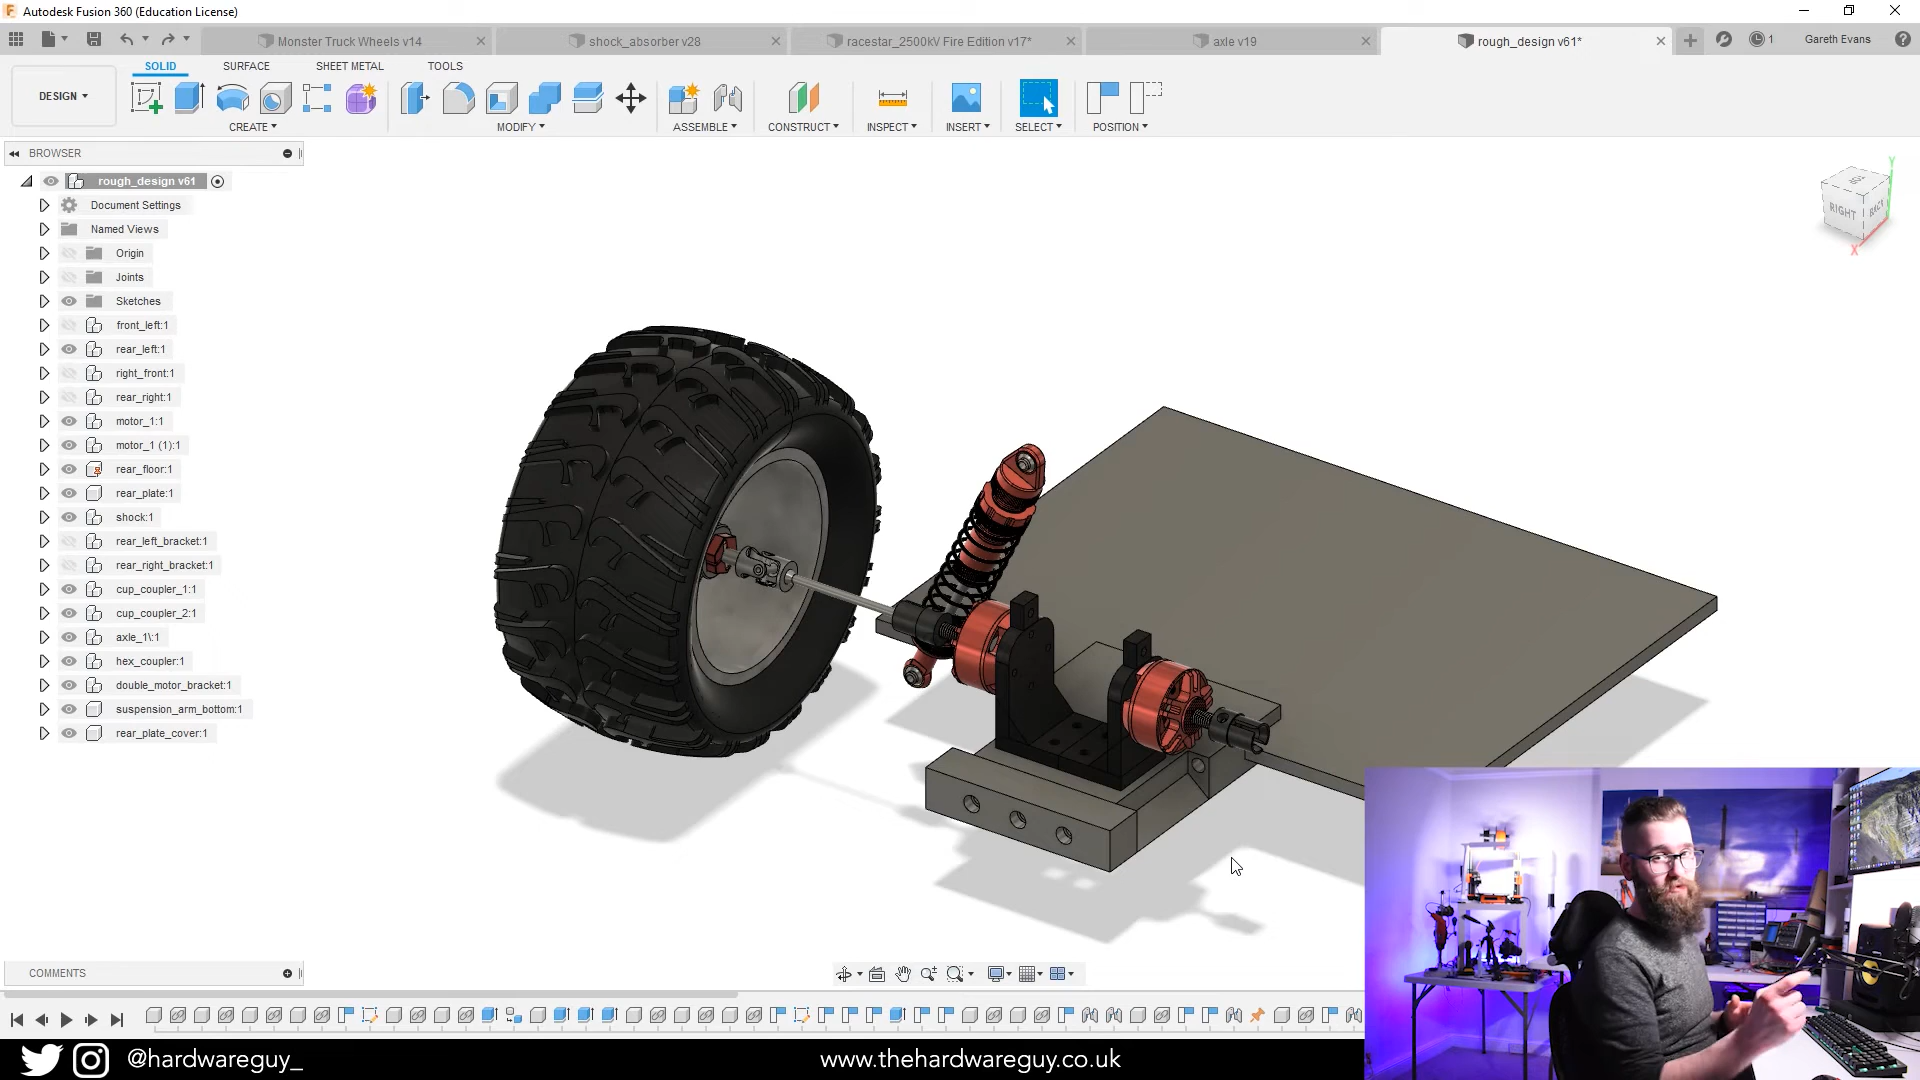 Autodesk Fusion 360 (Education License)
Monster Truck Wheels v14
shock_absorber v28
racestar_2500kV Fire Edition v17*
axle v19
rough_design v61*
1
Gareth Evans
SOLID
SURFACE
SHEET METAL
TOOLS
DESIGN
CREATE
MODIFY
ASSEMBLE
CONSTRUCT
INSPECT
INSERT
SELECT
POSITION
BROWSER
rough_design v61
Document Settings
Named Views
Origin
Joints
Sketches
front_left:1
rear_left:1
right_front:1
rear_right:1
motor_1:1
motor_1 (1):1
rear_floor:1
rear_plate:1
shock:1
rear_left_bracket:1
rear_right_bracket:1
cup_coupler_1:1
cup_coupler_2:1
axle_1\:1
hex_coupler:1
double_motor_bracket:1
suspension_arm_bottom:1
rear_plate_cover:1
Y
TOP
RIGHT
BACK
X
COMMENTS
@hardwareguy_
www.thehardwareguy.co.uk